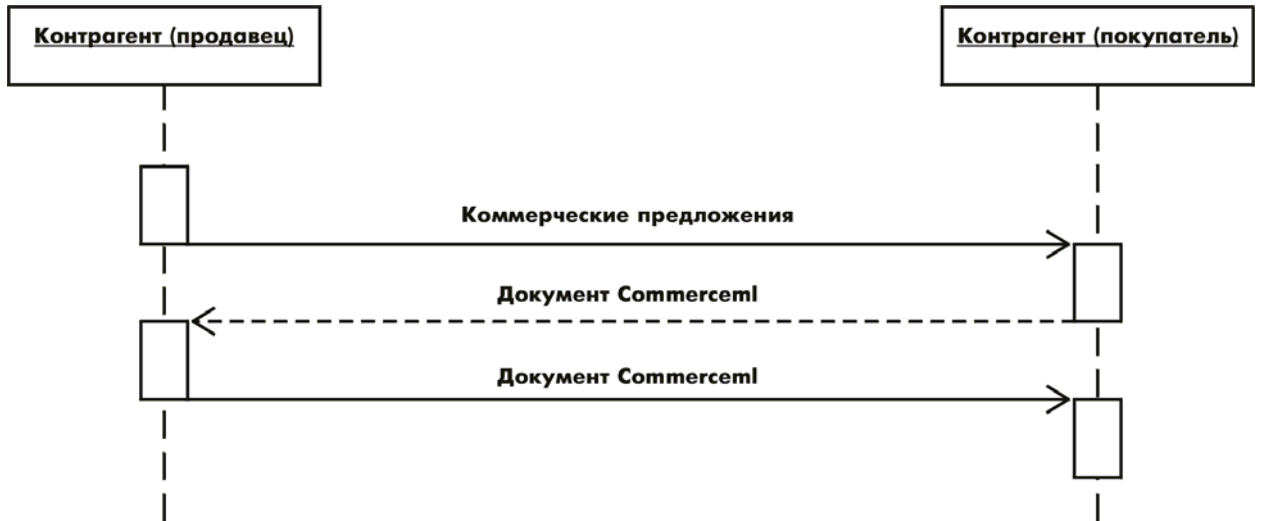 Контрагент (продавец)
Контрагент (покупатель)
Коммерческие предложения
Документ Commerceml
Документ Commerceml